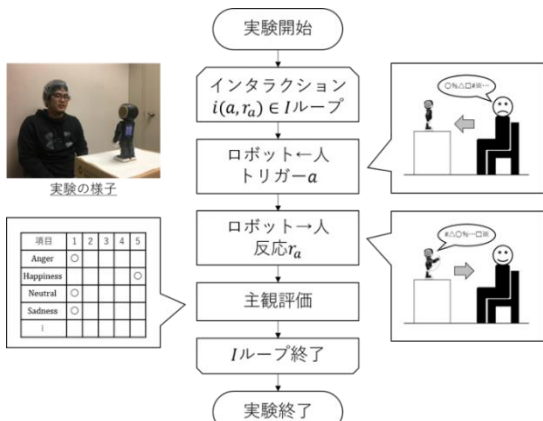 実験開始
インタラクション
i(a, r_a) ∈ Iループ
ロボット←人
トリガーa
ロボット→人
反応r_a
主観評価
Iループ終了
実験終了
実験の様子
項目 1 2 3 4 5
Anger ○
Happiness ○
Neutral ○
Sadness ○
⋮
○%△□#※…
#△○%…□※